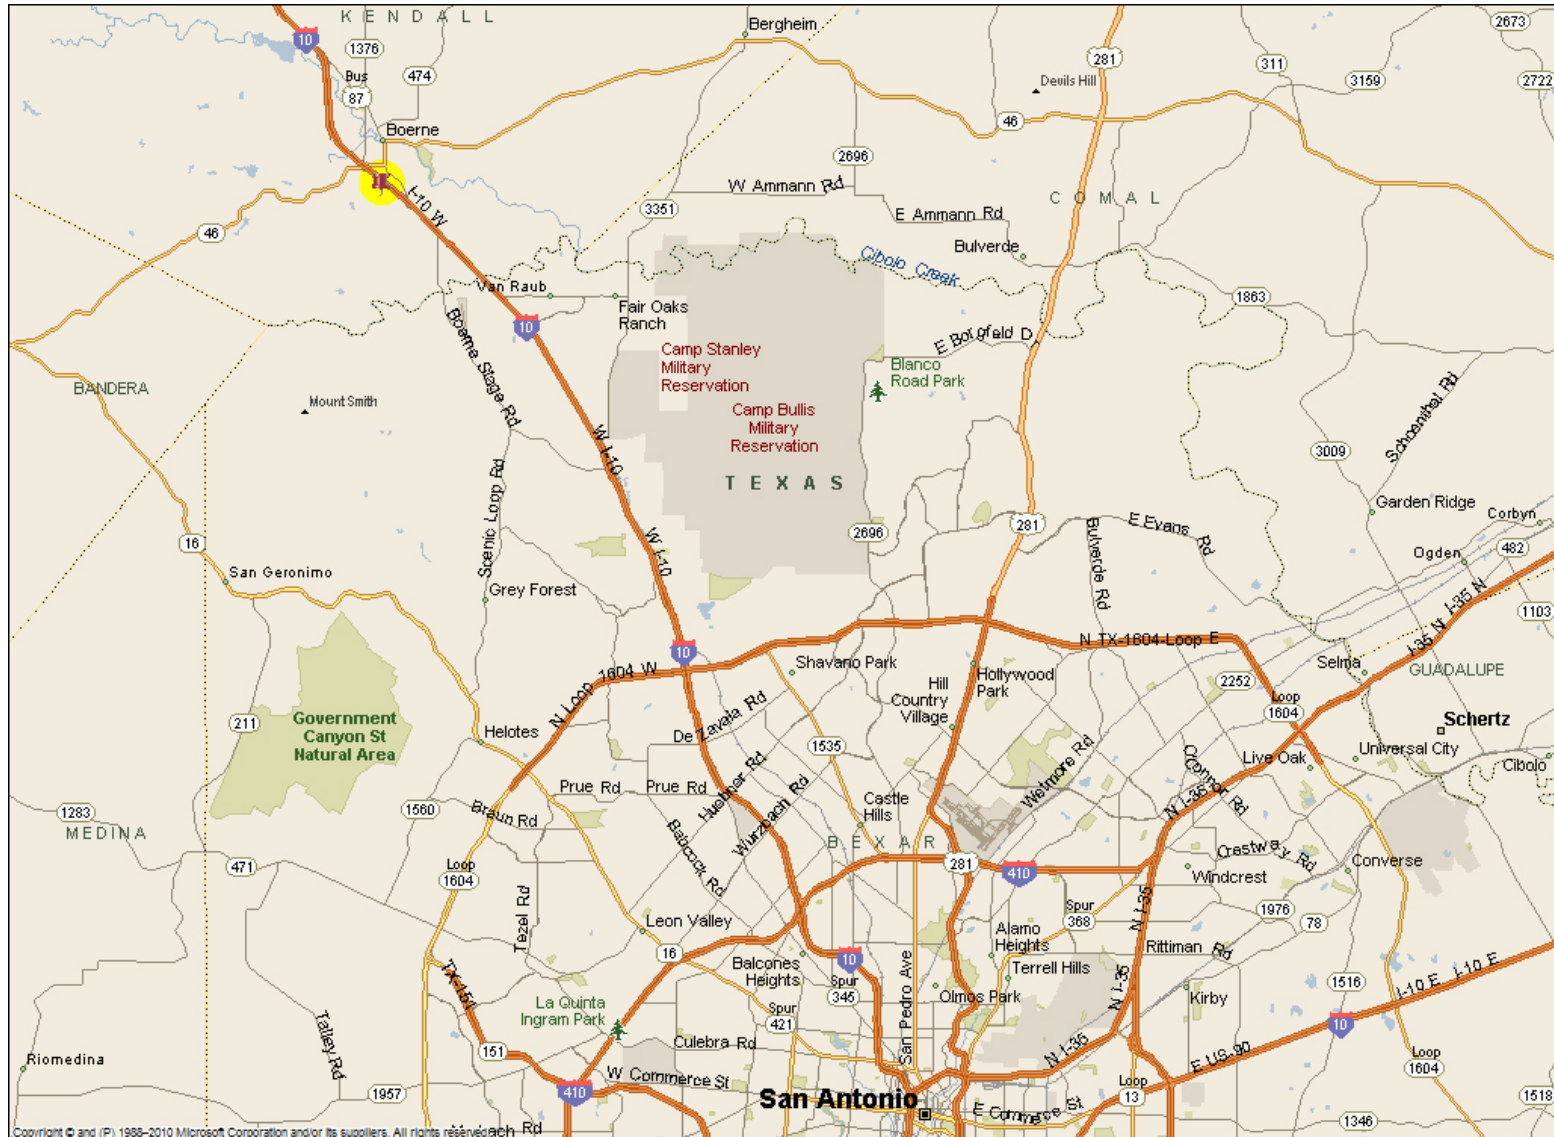 KENDALL
10
1376
474
Bus
87
Boerne
Bergheim
281
Devils Hill
311
3159
2673
2722
46
2696
W Ammann Rd
3351
E Ammann Rd
COMAL
Bulverde
I-10 W
46
Cibolo Creek
1863
Van Raub
Fair Oaks
Ranch
10
Boerne Stage Rd
E Borgfeld D
Camp Stanley
Military
Reservation
Blanco
Road Park
BANDERA
Mount Smith
Camp Bullis
Military
Reservation
W I-10
Schoenthal Rd
3009
TEXAS
Scenic Loop Rd
Garden Ridge
Corbyn
281
E Evans Rd
2696
Bulverde Rd
W I-10
16
Ogden
482
San Geronimo
Grey Forest
1103
I-35 N
I-35 N
10
N TX-1604-Loop E
Shavano Park
N Loop 1604 W
Hollywood
Park
Selma
GUADALUPE
Hill
Country
Village
2252
Loop
1604
211
Government
Canyon St
Natural Area
Helotes
De Zavala Rd
1535
Schertz
Universal City
Live Oak
Cibolo
Wetmore Rd
O'Connor Rd
Prue Rd
Prue Rd
Huebner Rd
Wurzbach Rd
N I-35
1283
MEDINA
1560
Braun Rd
Castle
Hills
Babcock Rd
BEXAR
471
Loop
1604
281
410
Crestway Rd
Converse
Windcrest
Tezel Rd
Leon Valley
Spur
368
N I-35
1976
78
16
Alamo
Heights
Rittiman Rd
Balcones
Heights
10
San Pedro Ave
Terrell Hills
TX-151
Spur
345
Olmos Park
N I-35
Kirby
1516
I-10 E
I-10 E
La Quinta
Ingram Park
Spur
421
10
Talley Rd
151
Culebra Rd
N I-35
E US-90
Riomedina
Loop
1604
W Commerce St
410
1957
San Antonio
E Commerce St
Loop
13
1346
1518
Copyright © and (P) 1988–2010 Microsoft Corporation and/or its suppliers. All rights reserved.